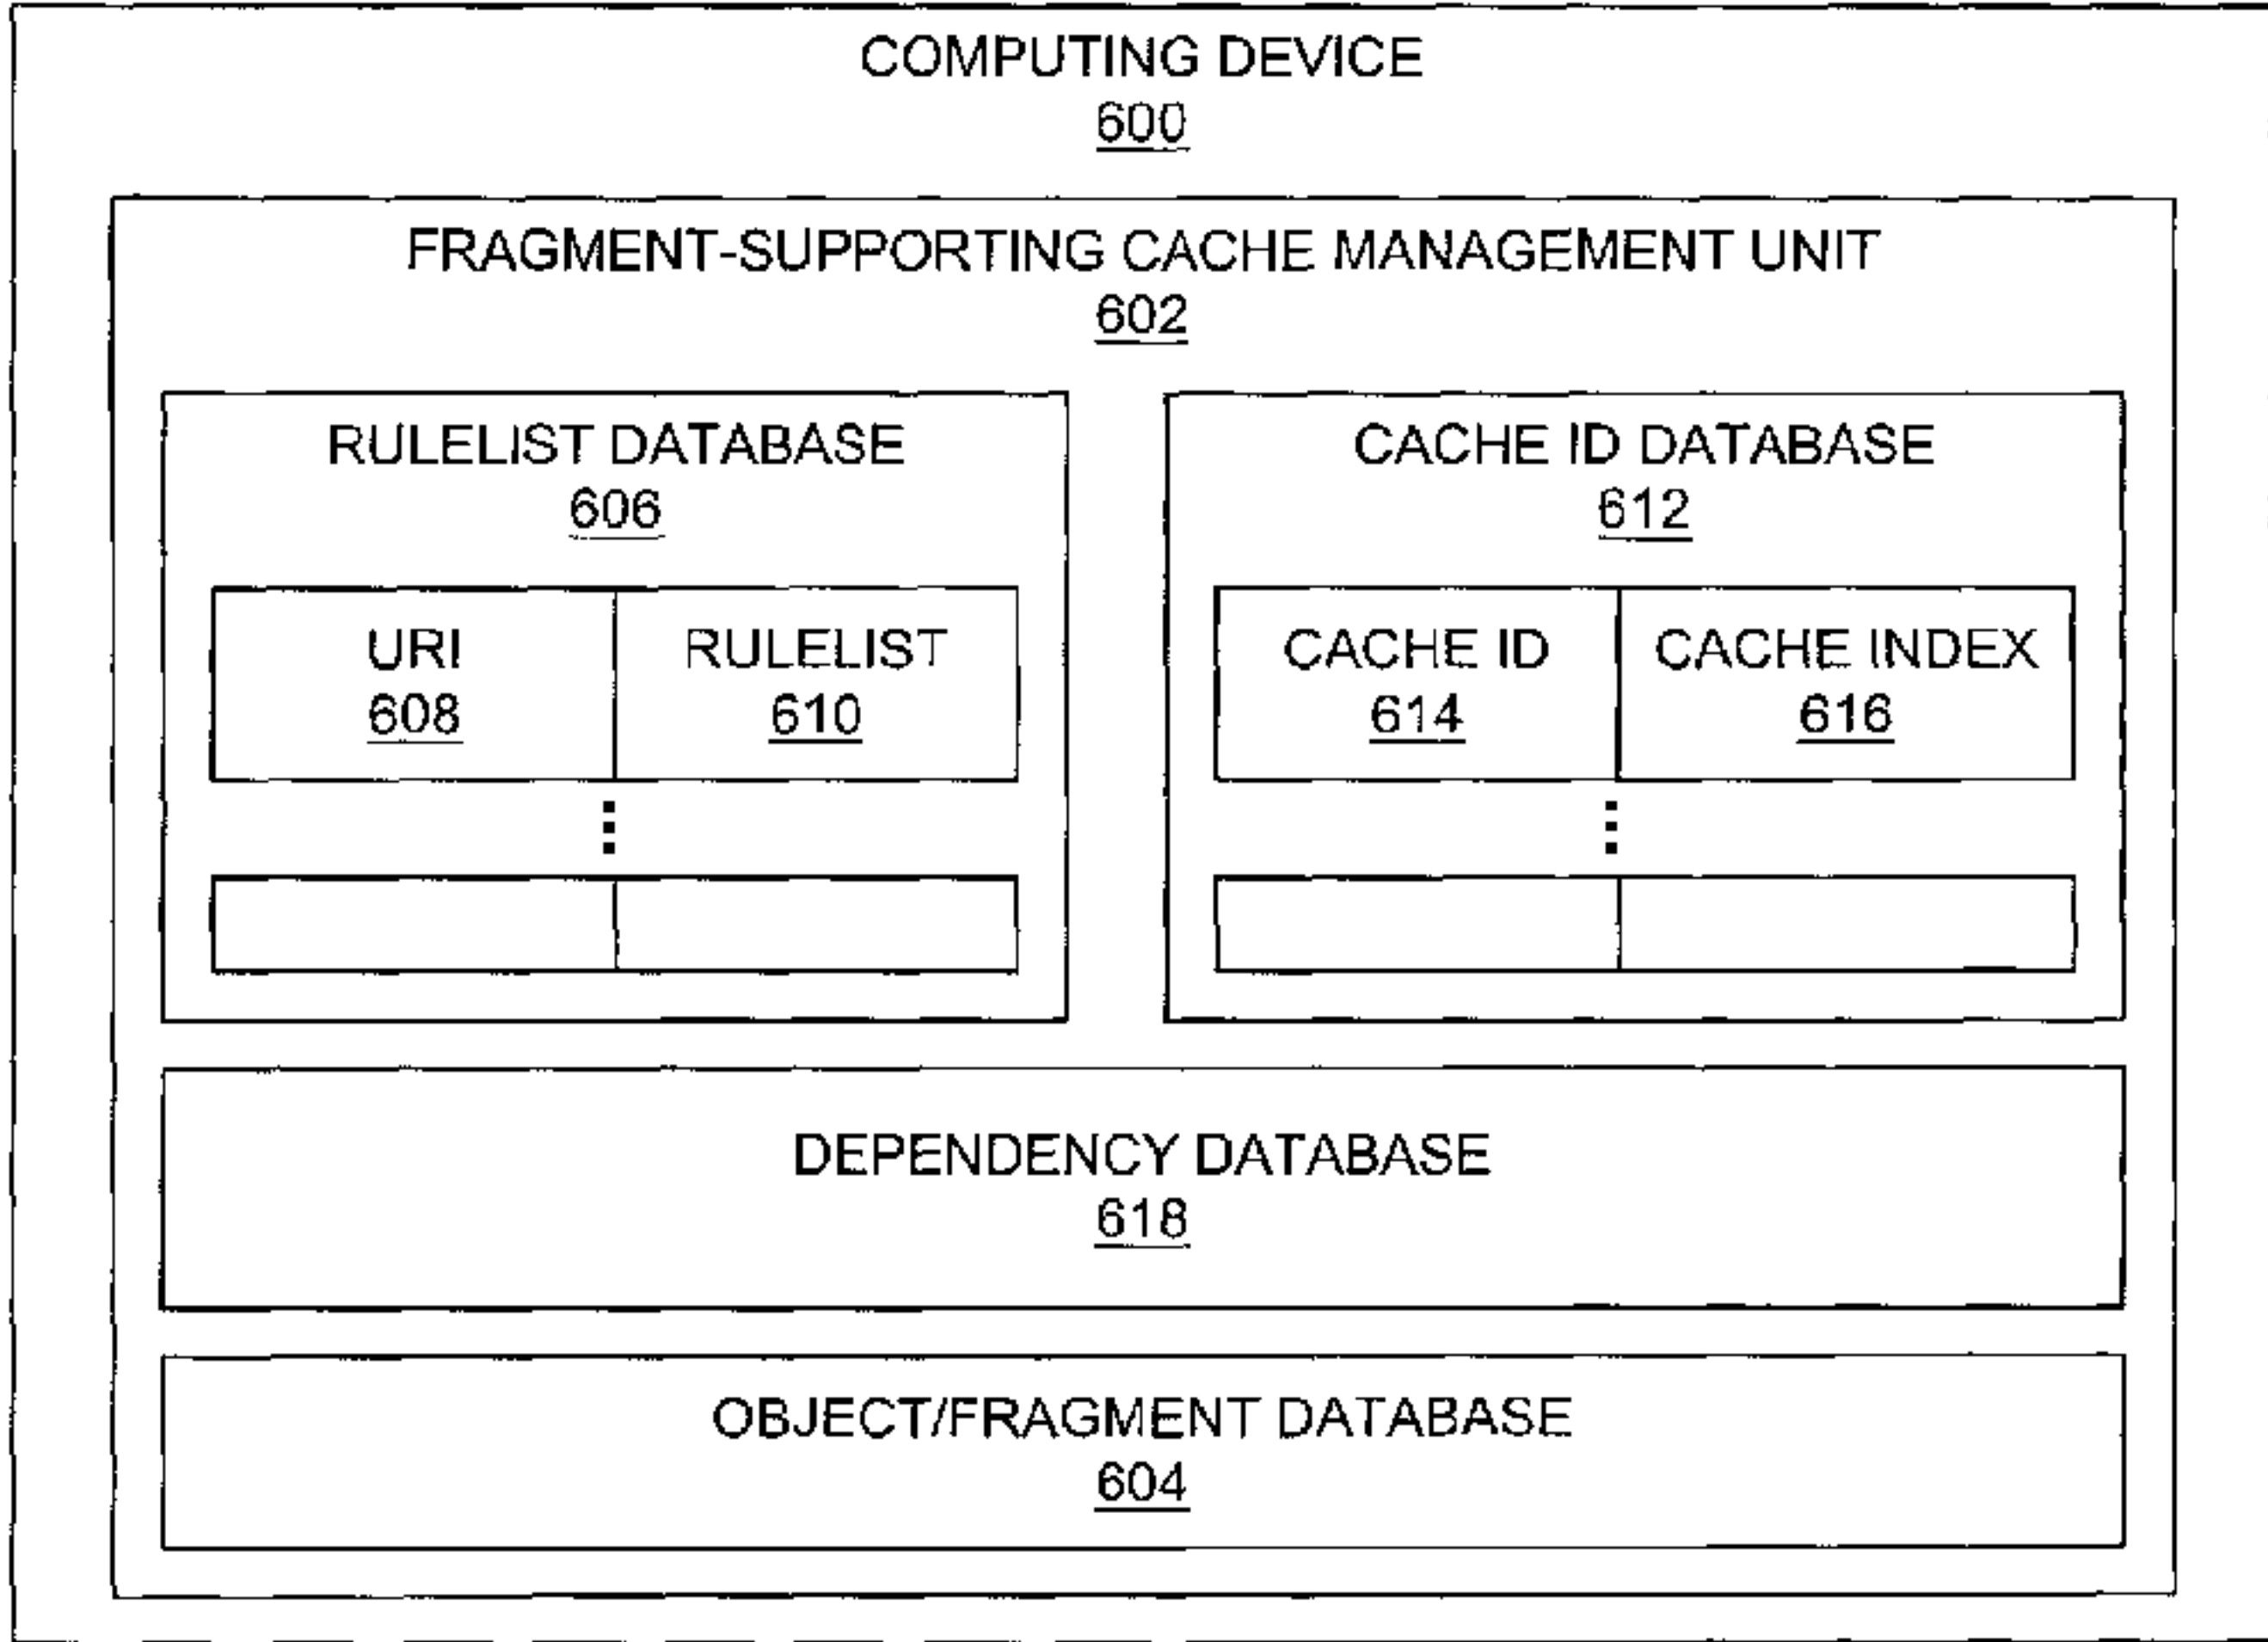 COMPUTING DEVICE
600
FRAGMENT-SUPPORTING CACHE MANAGEMENT UNIT
602
RULELIST DATABASE
606
URI
608
RULELIST
610
CACHE ID DATABASE
612
CACHE ID
614
CACHE INDEX
616
DEPENDENCY DATABASE
618
OBJECT/FRAGMENT DATABASE
604